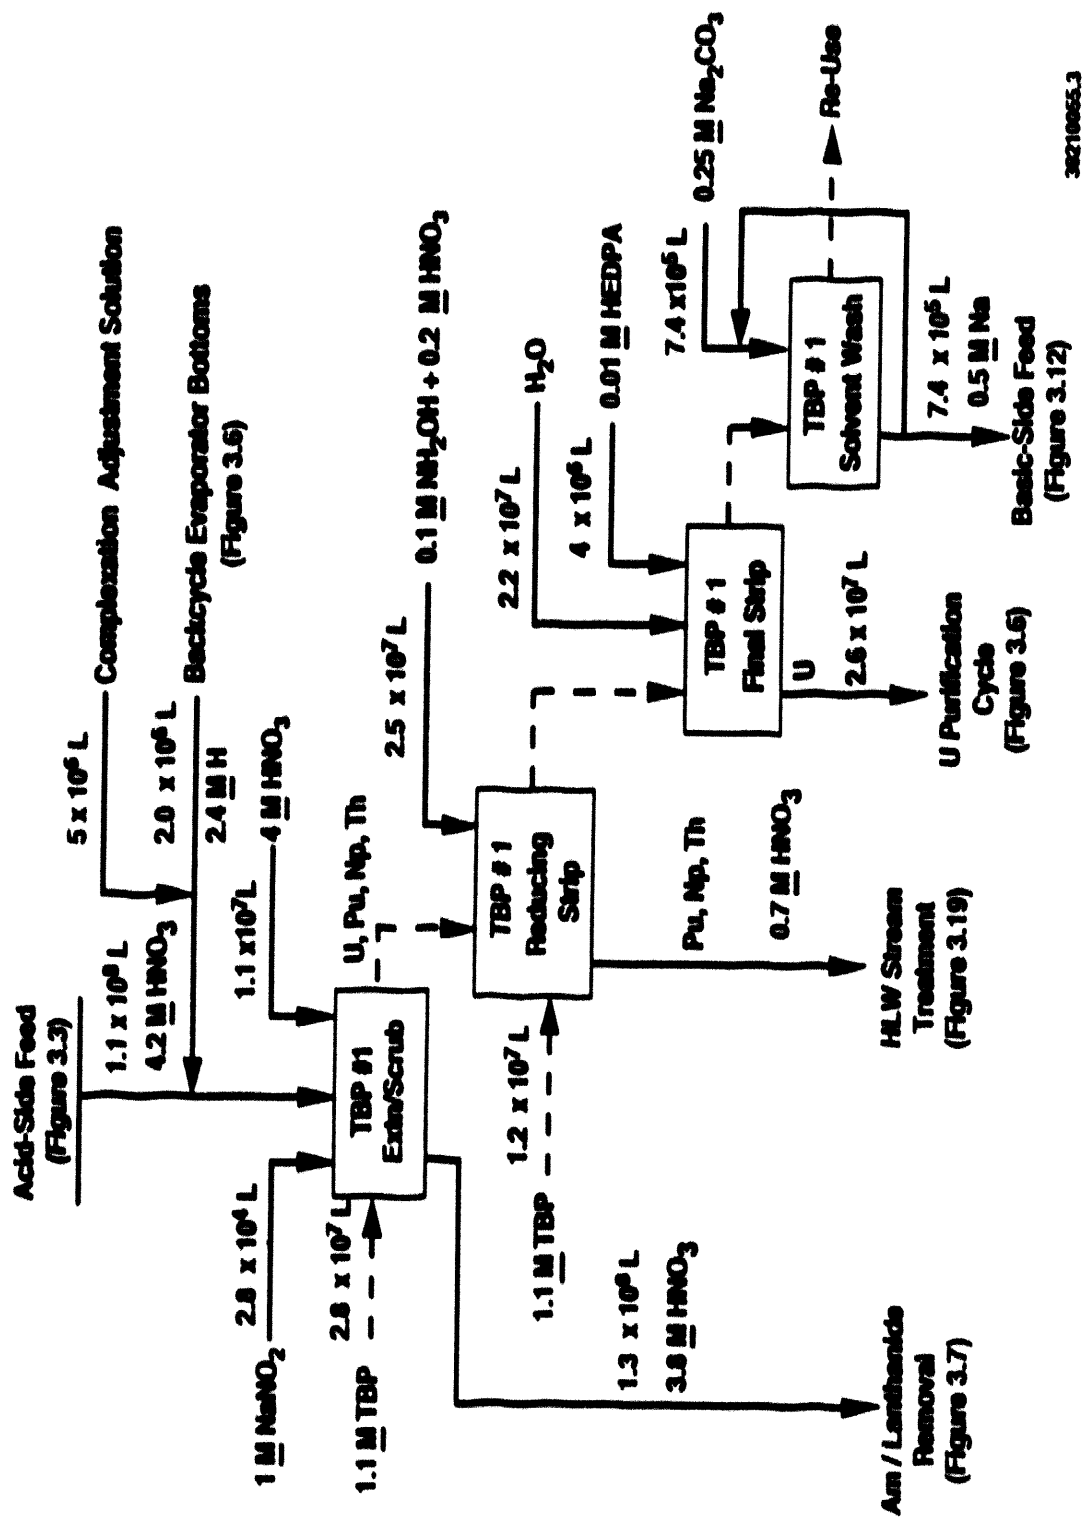 Acid-Side Feed
(Figure 3.3)
1.1 x 10⁸ L
4.2 M HNO₃
5 x 10⁶ L
Complexation Adjustment Solution
2.0 x 10⁶ L
2.4 M H
Backcycle Evaporator Bottoms
(Figure 3.6)
1 M NaNO₂
2.8 x 10⁴ L
1.1 x10⁷L
4 M HNO₃
1.1 M TBP
2.8 x 10⁷ L
TBP #1
Extn/Scrub
U, Pu, Np, Th
2.5 x 10⁷ L
0.1 M NH₂OH + 0.2 M HNO₃
TBP # 1
Reducing
Strip
1.1 M TBP
1.2 x 10⁷ L
2.2 x 10⁷ L
H₂O
4 x 10⁶ L
0.01 M HEDPA
TBP # 1
Final Strip
7.4 x10⁵ L
0.25 M Na₂CO₃
TBP # 1
Solvent Wash
Re-Use
1.3 x 10⁸ L
3.8 M HNO₃
Pu, Np, Th
0.7 M HNO₃
U
2.6 x 10⁷ L
7.4 x 10⁵ L
0.5 M Na
Am / Lanthanide
Removal
(Figure 3.7)
HLW Stream
Treatment
(Figure 3.19)
U Purification
Cycle
(Figure 3.6)
Basic-Side Feed
(Figure 3.12)